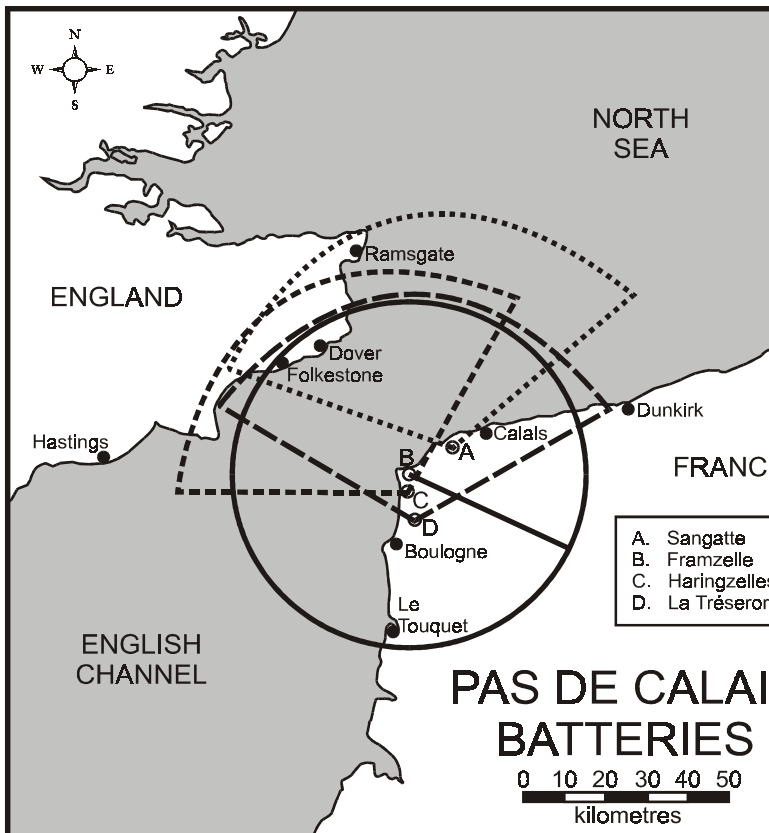 N
W E
S
NORTH
SEA
Ramsgate
ENGLAND
Dover
Folkestone
Dunkirk
Calais
Hastings
A
B
FRANC
C
D
Boulogne
A. Sangatte
B. Framzelle
C. Haringzelles
D. La Tréseror
Le
Touquet
ENGLISH
CHANNEL
PAS DE CALAI
BATTERIES
0 10 20 30 40 50
kilometres